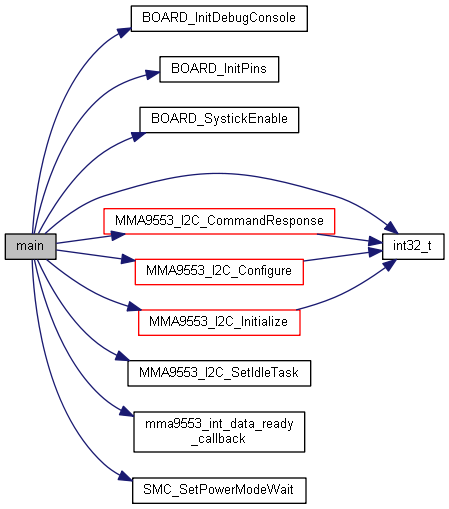 BOARD_InitDebugConsole
BOARD_InitPins
BOARD_SystickEnable
MMA9553_I2C_CommandResponse
main
int32_t
MMA9553_I2C_Configure
MMA9553_I2C_Initialize
MMA9553_I2C_SetIdleTask
mma9553_int_data_ready
_callback
SMC_SetPowerModeWait